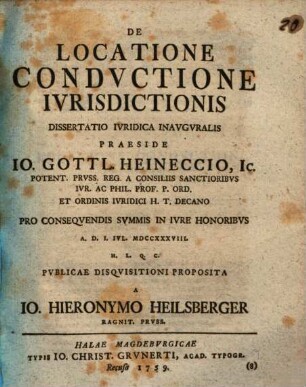 20
DE
LOCATIONE
CONDVCTIONE
IVRISDICTIONIS
DISSERTATIO IVRIDICA INAVGVRALIS
PRAESIDE
IO. GOTTL. HEINECCIO, IC.
POTENT. PRVSS. REG. A CONSILIIS SANCTIORIBVS
IVR. AC PHIL. PROF. P. ORD.
ET ORDINIS IVRIDICI H. T. DECANO
PRO CONSEQVENDIS SVMMIS IN IVRE HONORIBVS
A. D. I. IVL. MDCCXXXVIII.
H. L. Q. C.
PVBLICAE DISQVISITIONI PROPOSITA
A
IO. HIERONYMO HEILSBERGER
RAGNIT. PRVSS.
HALAE MAGDEBVRGICAE
TYPIS IO. CHRIST. GRVNERTI, ACAD. TYPOGR.
Recusa 1759. (8)